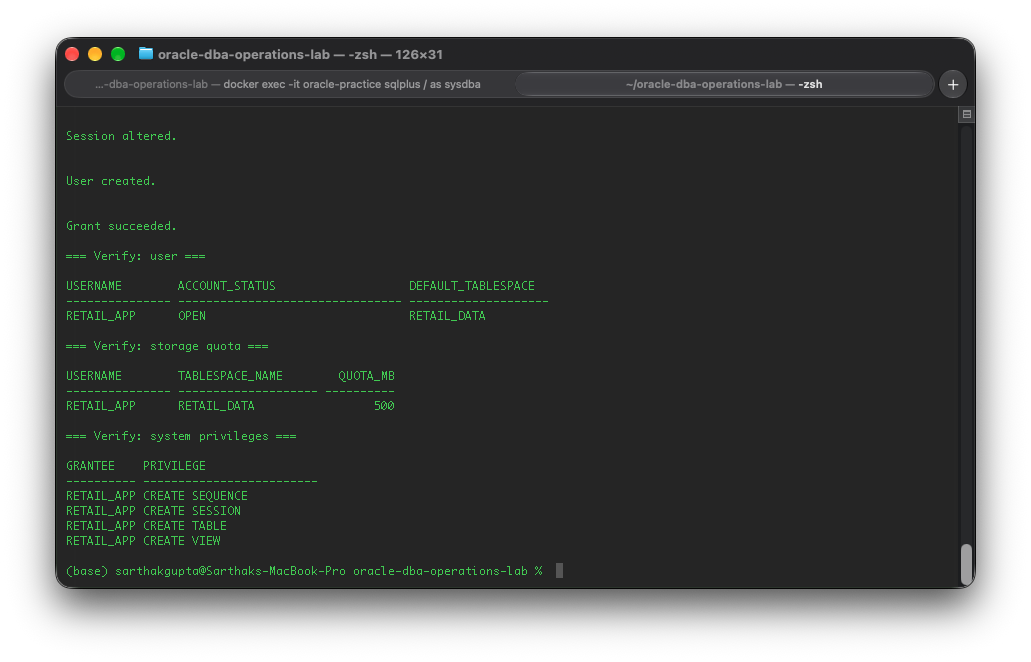 oracle-dba-operations-lab — -zsh — 126×31
...-dba-operations-lab — docker exec -it oracle-practice sqlplus / as sysdba
~/oracle-dba-operations-lab — -zsh
+
Session altered.
User created.
Grant succeeded.
=== Verify: user ===
USERNAME        ACCOUNT_STATUS                   DEFAULT_TABLESPACE
--------------- -------------------------------- --------------------
RETAIL_APP      OPEN                             RETAIL_DATA
=== Verify: storage quota ===
USERNAME        TABLESPACE_NAME        QUOTA_MB
--------------- -------------------- ----------
RETAIL_APP      RETAIL_DATA                 500
=== Verify: system privileges ===
GRANTEE    PRIVILEGE
---------- -------------------------
RETAIL_APP CREATE SEQUENCE
RETAIL_APP CREATE SESSION
RETAIL_APP CREATE TABLE
RETAIL_APP CREATE VIEW
(base) sarthakgupta@Sarthaks-MacBook-Pro oracle-dba-operations-lab %